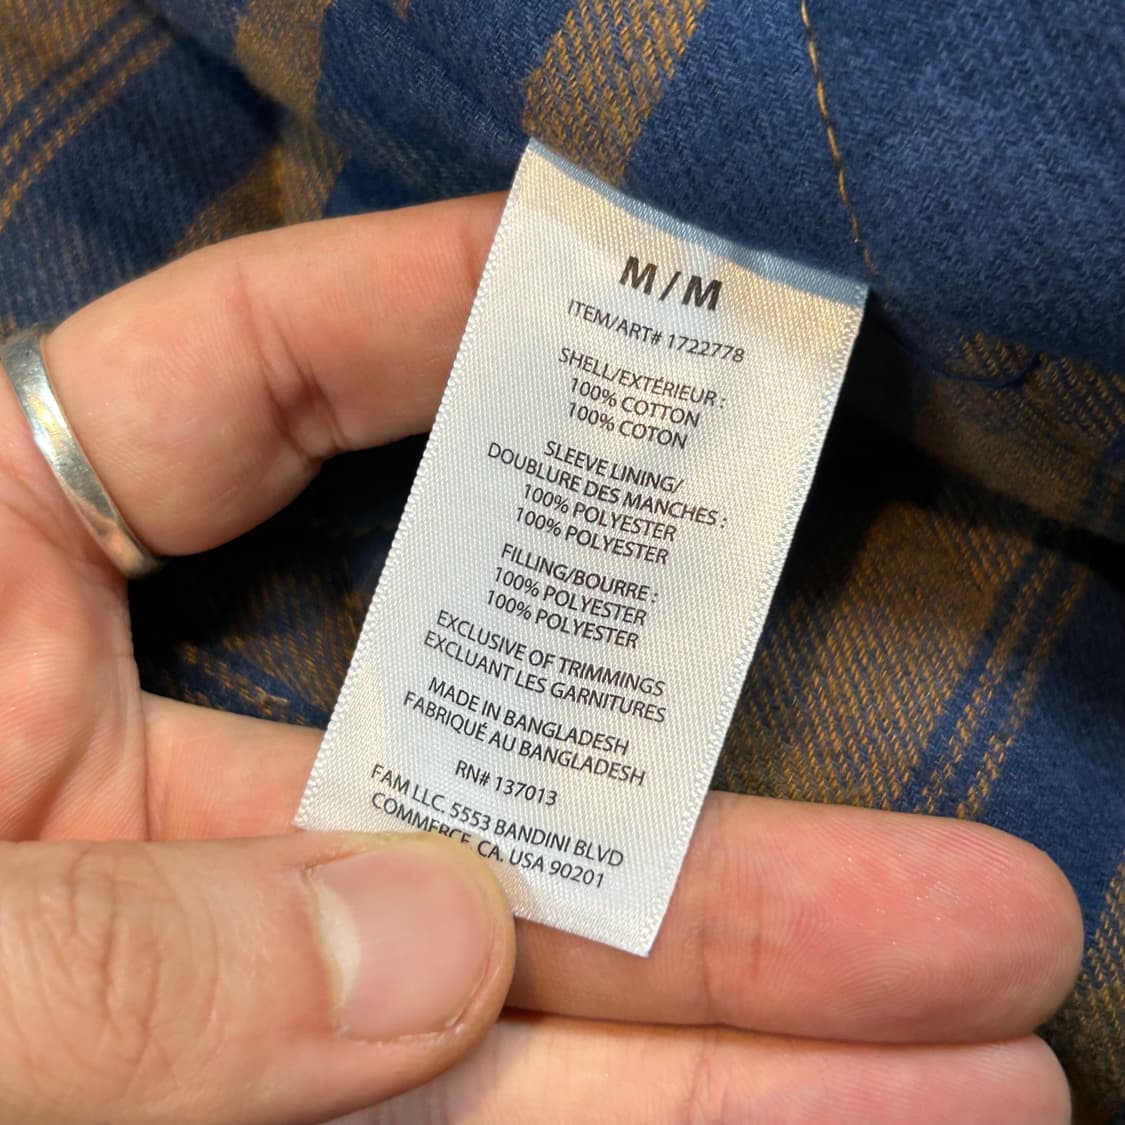 M/M
ITEM/ART# 1722778
SHELL/EXTÉRIEUR :
100% COTTON
100% COTON
SLEEVE LINING/
DOUBLURE DES MANCHES :
100% POLYESTER
100% POLYESTER
FILLING/BOURRE :
100% POLYESTER
100% POLYESTER
EXCLUSIVE OF TRIMMINGS
EXCLUANT LES GARNITURES
MADE IN BANGLADESH
FABRIQUÉ AU BANGLADESH
RN# 137013
FAM LLC. 5553 BANDINI BLVD
COMMERCE, CA. USA 90201